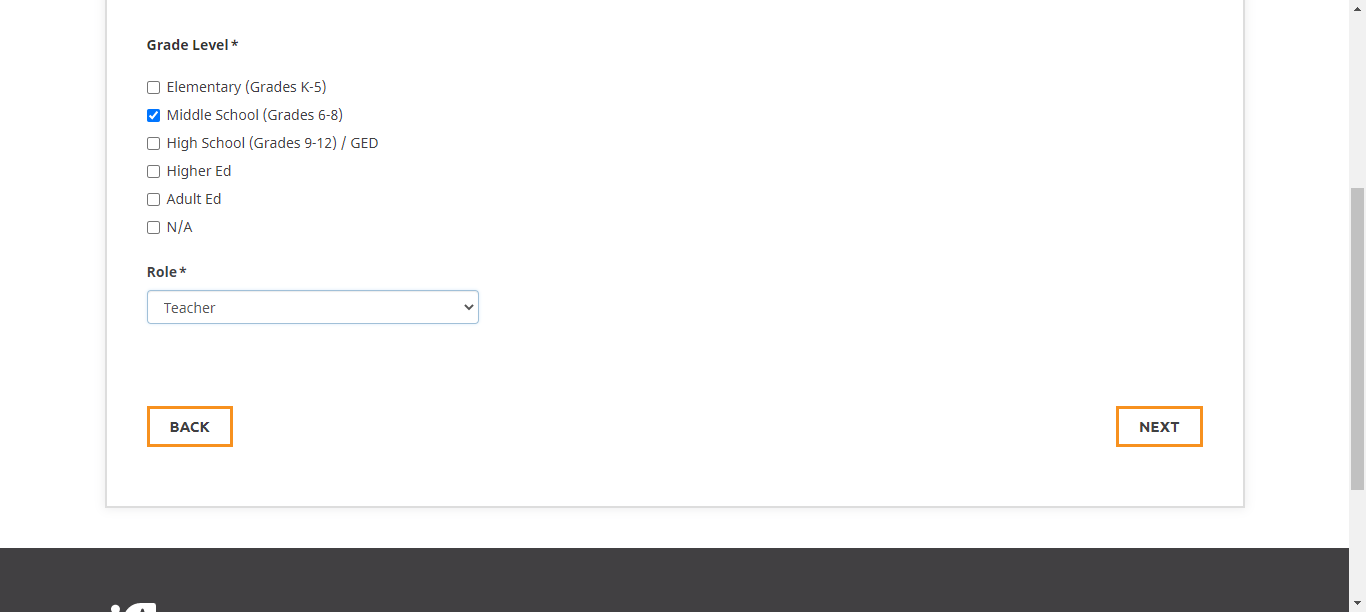 Grade Level*
Elementary (Grades K-5)
Middle School (Grades 6-8)
High School (Grades 9-12) / GED
Higher Ed
Adult Ed
N/A
Role*
Teacher
BACK
NEXT